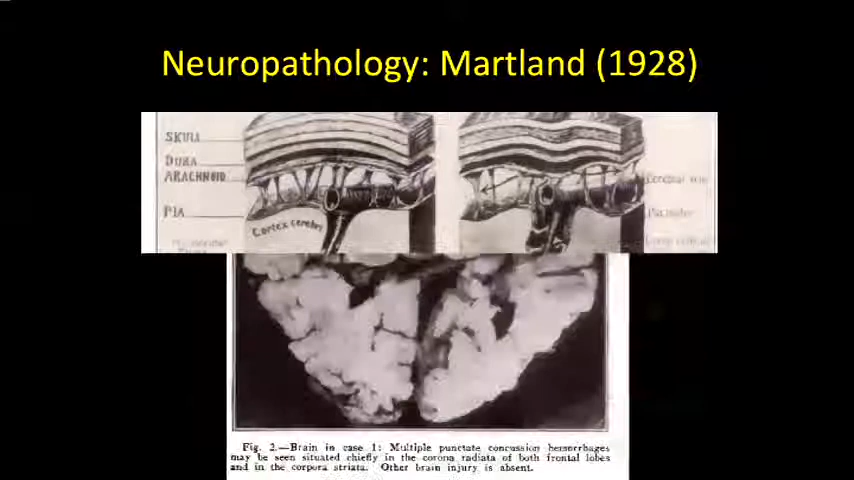 Neuropathology: Martland (1928)
SKULL
DURA
ARACHNOID
PIA
Cortex cerebri
Fig. 2.—Brain in case 1: Multiple punctate concussion hemorrhages
may be seen situated chiefly in the corona radiata of both frontal lobes
and in the corpora striata. Other brain injury is absent.